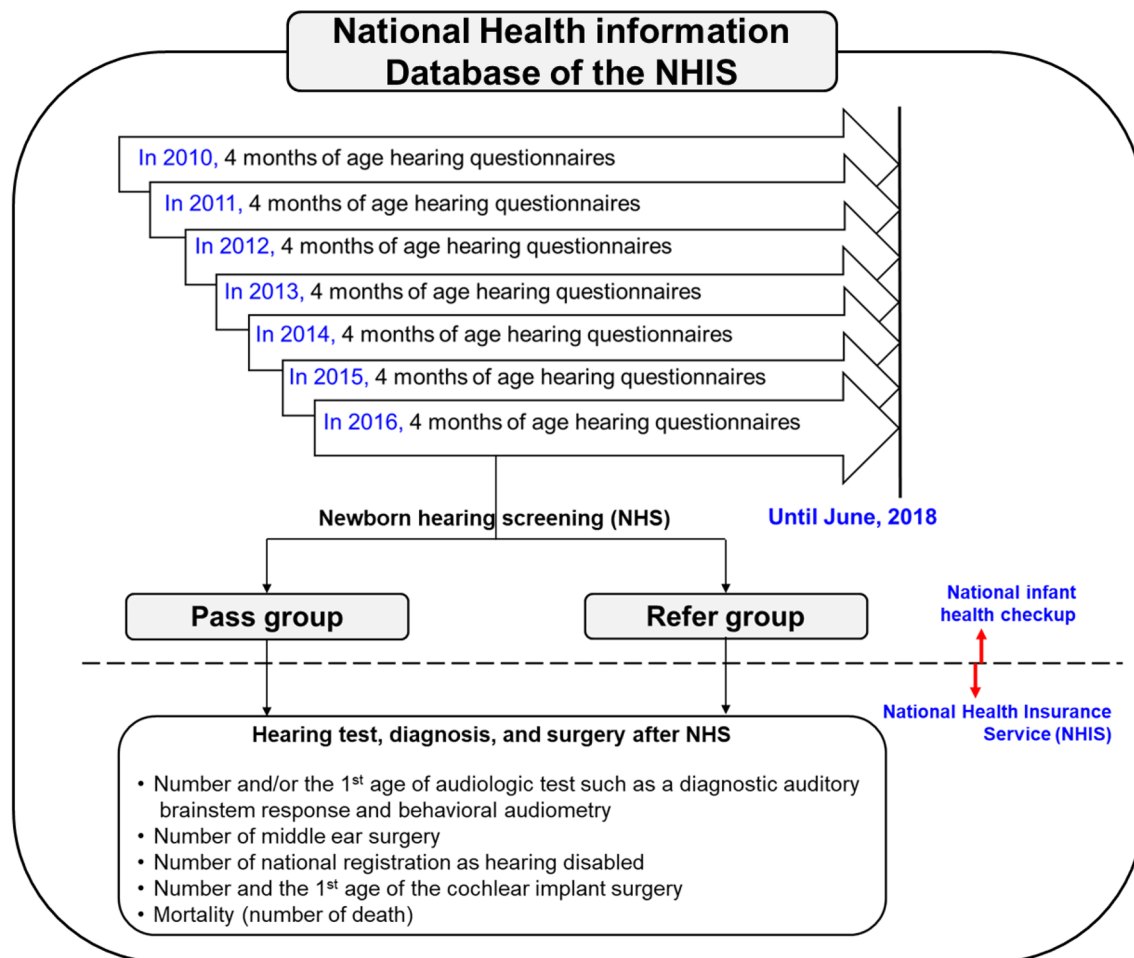 National Health information
Database of the NHIS
In 2010, 4 months of age hearing questionnaires
In 2011, 4 months of age hearing questionnaires
In 2012, 4 months of age hearing questionnaires
In 2013, 4 months of age hearing questionnaires
In 2014, 4 months of age hearing questionnaires
In 2015, 4 months of age hearing questionnaires
In 2016, 4 months of age hearing questionnaires
Until June, 2018
Newborn hearing screening (NHS)
Pass group
Refer group
National infant
health checkup
National Health Insurance
Service (NHIS)
Hearing test, diagnosis, and surgery after NHS
• Number and/or the 1st age of audiologic test such as a diagnostic auditory
brainstem response and behavioral audiometry
• Number of middle ear surgery
• Number of national registration as hearing disabled
• Number and the 1st age of the cochlear implant surgery
• Mortality (number of death)